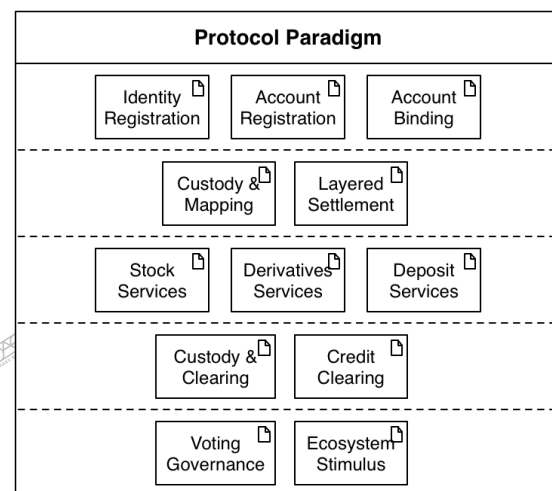 Protocol Paradigm
Identity
Registration
Account
Registration
Account
Binding
Custody &
Mapping
Layered
Settlement
Stock
Services
Derivatives
Services
Deposit
Services
Custody &
Clearing
Credit
Clearing
Voting
Governance
Ecosystem
Stimulus